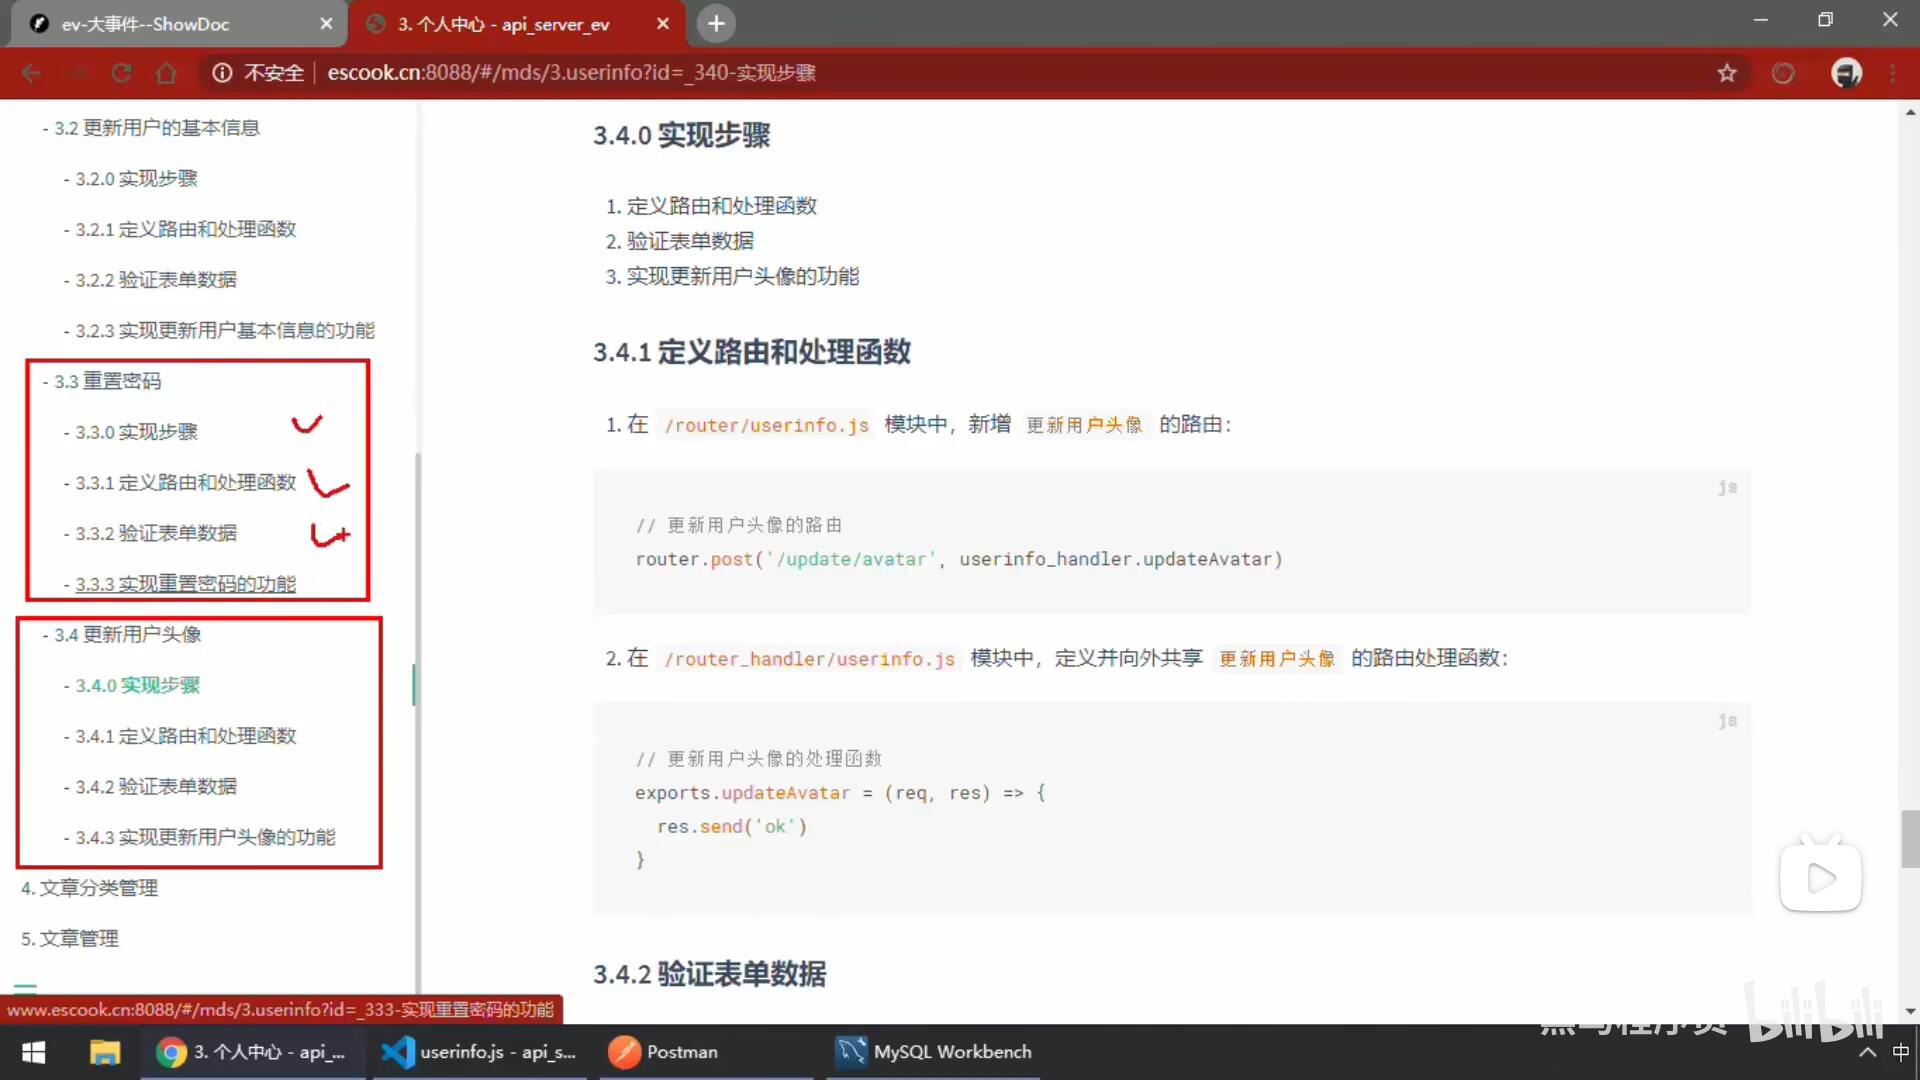 ev-大事件--ShowDoc
3. 个人中心 - api_server_ev
不安全 escook.cn:8088/#/mds/3.userinfo?id=_340-实现步骤
- 3.2 更新用户的基本信息
- 3.2.0 实现步骤
- 3.2.1 定义路由和处理函数
- 3.2.2 验证表单数据
- 3.2.3 实现更新用户基本信息的功能
- 3.3 重置密码
- 3.3.0 实现步骤
- 3.3.1 定义路由和处理函数
- 3.3.2 验证表单数据
- 3.3.3 实现重置密码的功能
- 3.4 更新用户头像
- 3.4.0 实现步骤
- 3.4.1 定义路由和处理函数
- 3.4.2 验证表单数据
- 3.4.3 实现更新用户头像的功能
4. 文章分类管理
5. 文章管理
www.escook.cn:8088/#/mds/3.userinfo?id=_333-实现重置密码的功能
3.4.0 实现步骤
1. 定义路由和处理函数
2. 验证表单数据
3. 实现更新用户头像的功能
3.4.1 定义路由和处理函数
1. 在 /router/userinfo.js 模块中，新增 更新用户头像 的路由：
js
// 更新用户头像的路由
router.post('/update/avatar', userinfo_handler.updateAvatar)
2. 在 /router_handler/userinfo.js 模块中，定义并向外共享 更新用户头像 的路由处理函数：
js
// 更新用户头像的处理函数
exports.updateAvatar = (req, res) => {
res.send('ok')
}
3.4.2 验证表单数据
bilibili
3. 个人中心 - api_...
userinfo.js - api_s...
Postman
MySQL Workbench
中